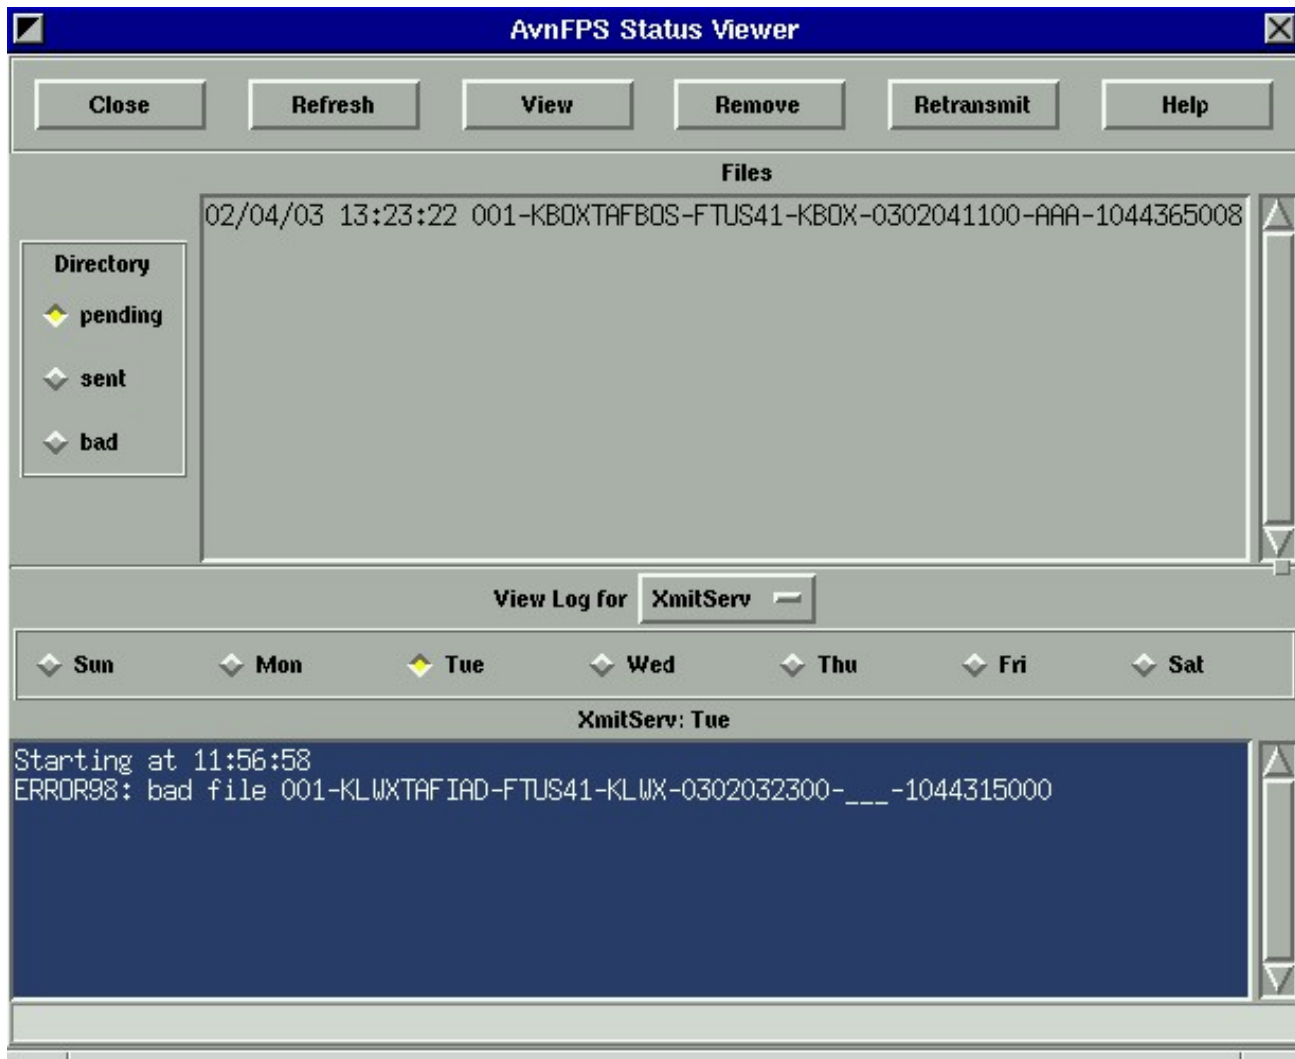 AvnFPS Status Viewer
Close Refresh View Remove Retransmit Help
Files
02/04/03 13:23:22 001-KBOXTAFBOS-FTUS41-KBOX-0302041100-AAA-1044365008
Directory
pending
sent
bad
View Log for XmitServ
Sun Mon Tue Wed Thu Fri Sat
XmitServ: Tue
Starting at 11:56:58
ERROR98: bad file 001-KLWXTAFIAD-FTUS41-KLWX-0302032300-___-1044315000